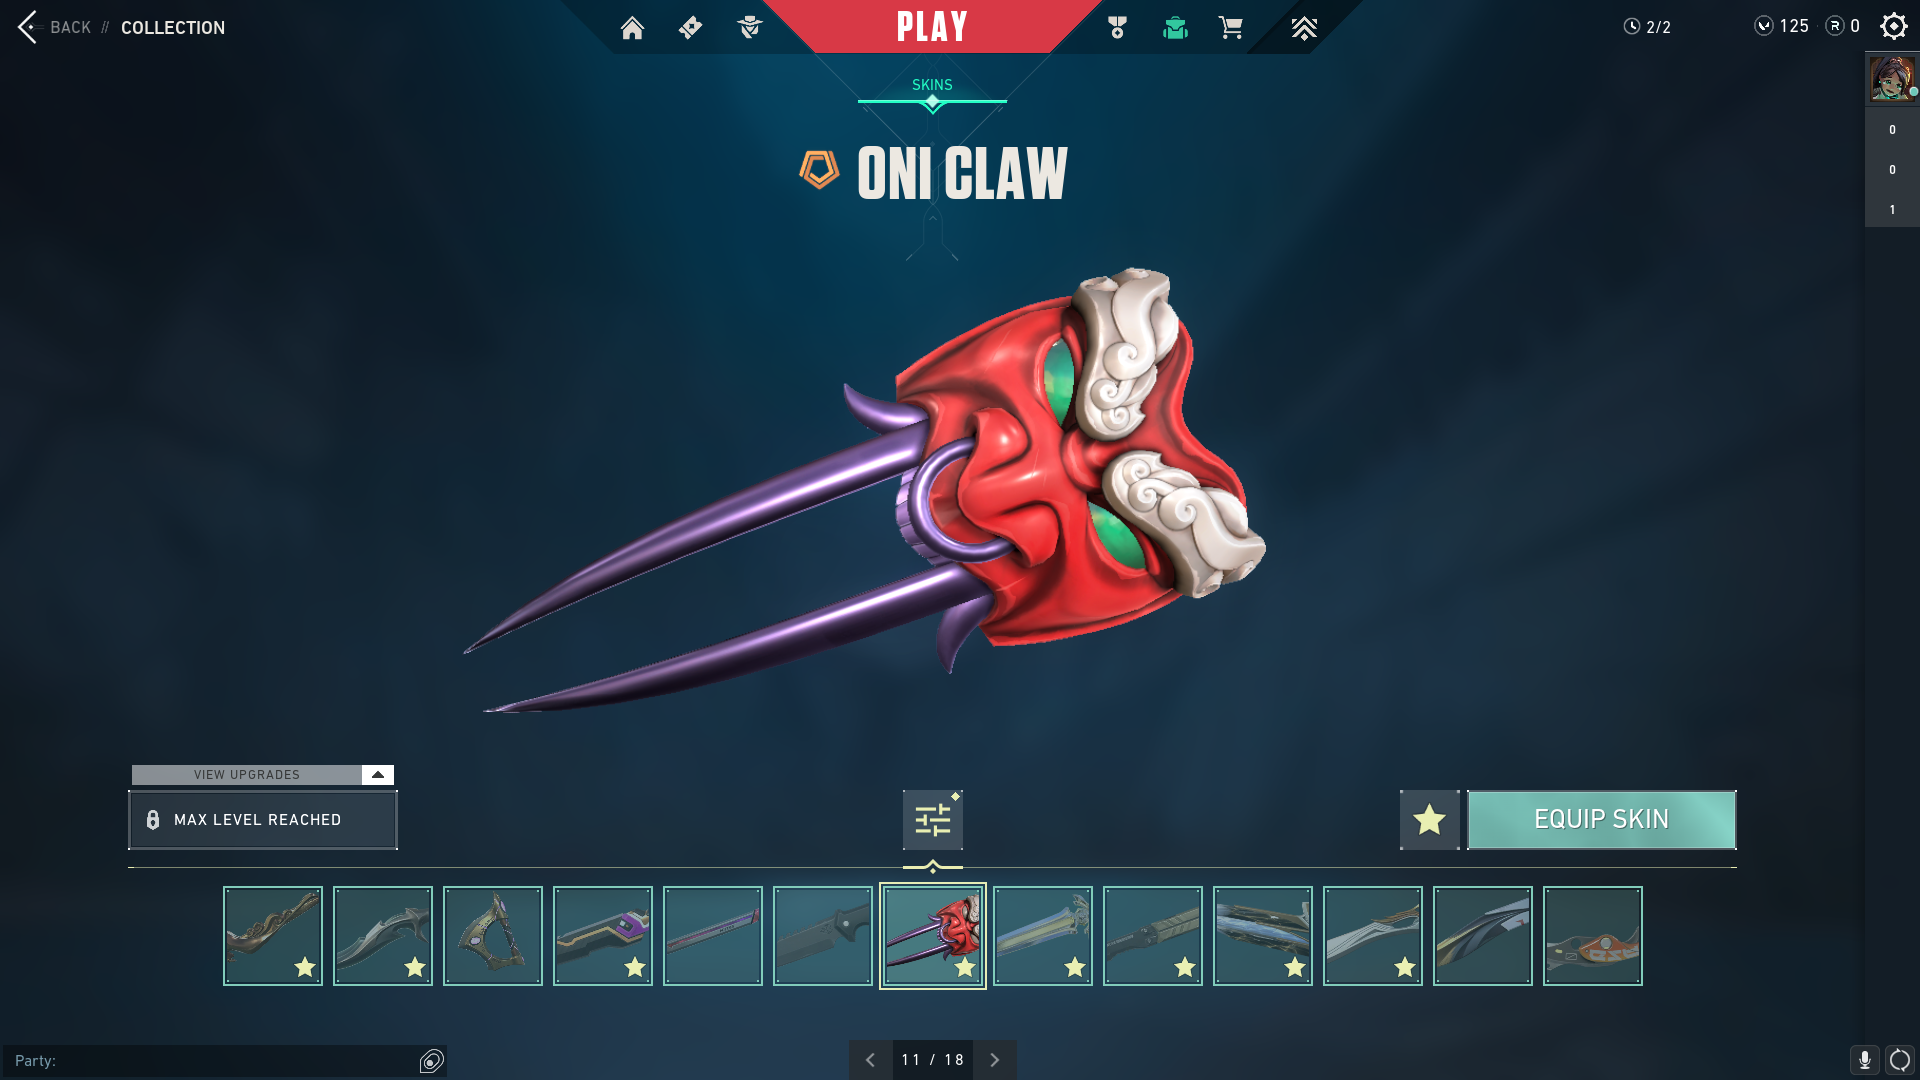 BACK // COLLECTION
PLAY
2/2
125
0
SKINS
ONI CLAW
0
0
1
VIEW UPGRADES
MAX LEVEL REACHED
EQUIP SKIN
Party:
11 / 18